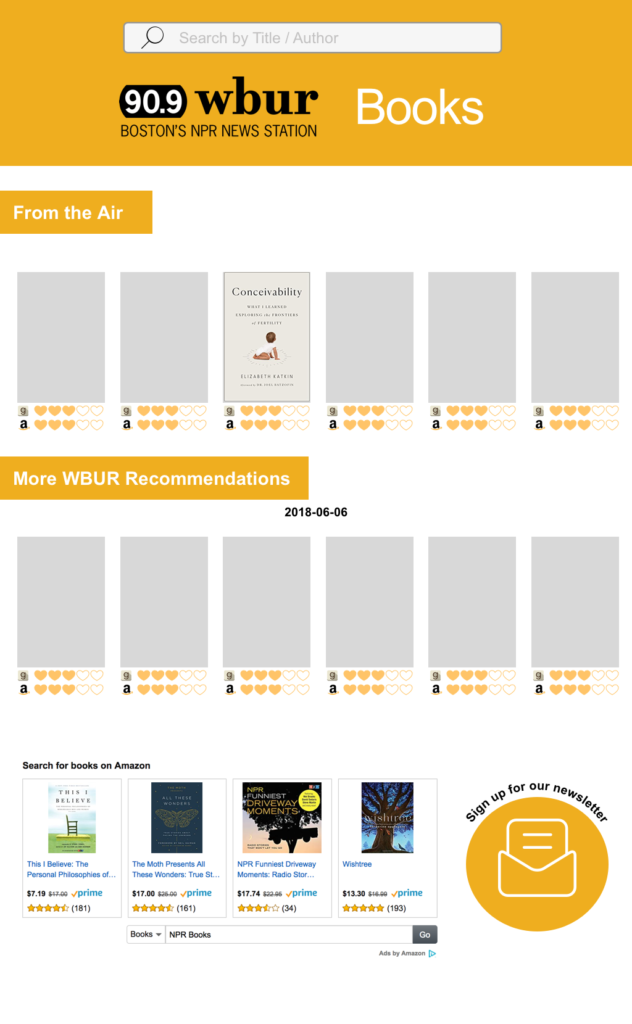 Search by Title / Author
90.9 wbur
BOSTON'S NPR NEWS STATION
Books
From the Air
Conceivability
WHAT I LEARNED
EXPLORING the FRONTIERS
of FERTILITY
ELIZABETH KATKIN
g g g g g g
a a a a a a
More WBUR Recommendations
2018-06-06
g g g g g g
a a a a a a
Search for books on Amazon
THIS I
BELIEVE
ALL THESE
WONDERS
NPR
FUNNIEST
DRIVEWAY
MOMENTS
wishtree
This I Believe: The
Personal Philosophies of...
$7.19 $17.00 prime
(181)
The Moth Presents All
These Wonders: True St...
$17.00 $25.00 prime
(161)
NPR Funniest Driveway
Moments: Radio Stor...
$17.74 $22.95 prime
(34)
Wishtree
$13.30 $16.99 prime
(193)
Books NPR Books Go
Ads by Amazon
Sign up for our newsletter